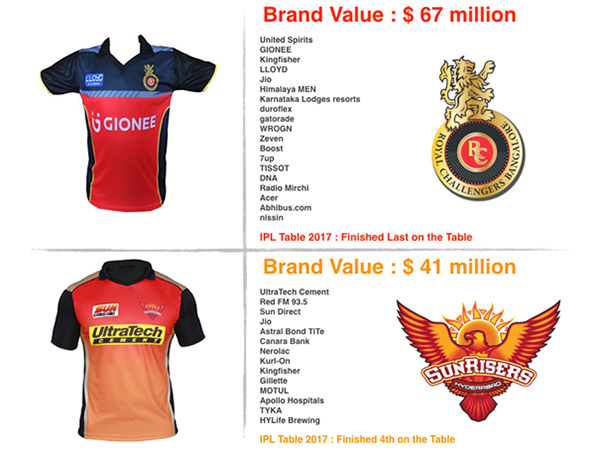 Brand Value : $ 67 million
United Spirits
GIONEE
Kingfisher
LLOYD
Jio
Himalaya MEN
Karnataka Lodges resorts
duroflex
gatorade
WROGN
Zeven
Boost
7up
TISSOT
DNA
Radio Mirchi
Acer
Abhibus.com
nissin
IPL Table 2017 : Finished Last on the Table
LLOYD
GIONEE
RC
ROYAL CHALLENGERS BANGALORE
Brand Value : $ 41 million
UltraTech Cement
Red FM 93.5
Sun Direct
Jio
Astral Bond TiTe
Canara Bank
Nerolac
Kurl-On
Kingfisher
Gillette
MOTUL
Apollo Hospitals
TYKA
HYLife Brewing
IPL Table 2017 : Finished 4th on the Table
SUN
UltraTech
CEMENT
SUNRISERS
HYDERABAD